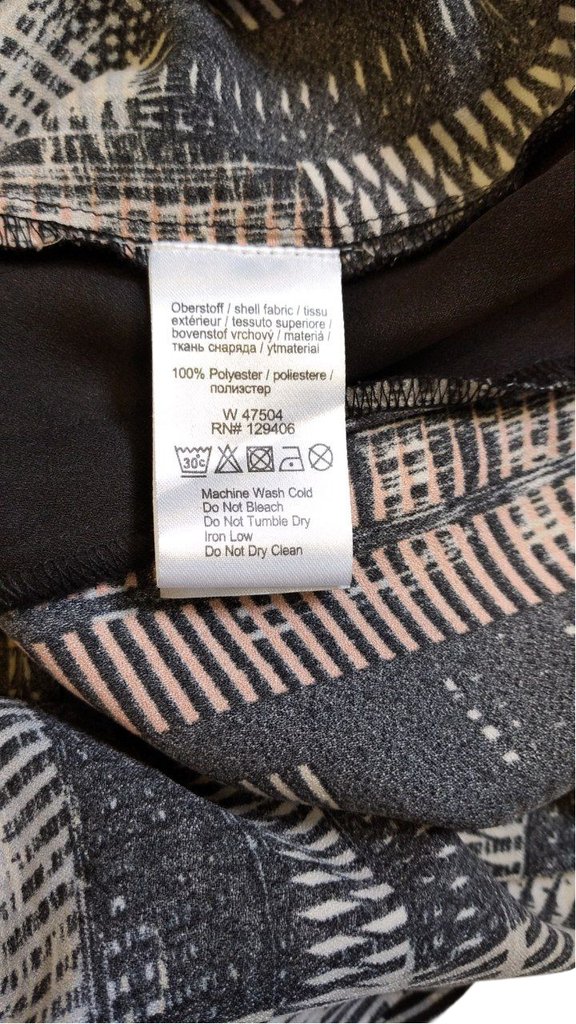 Oberstoff / shell fabric / tissu
extérieur / tessuto superiore /
bovenstof vrchový / materiá /
ткань снаряда / ytmaterial
100% Polyester / poliestere /
полиэстер
W 47504
RN# 129406
30°c
Machine Wash Cold
Do Not Bleach
Do Not Tumble Dry
Iron Low
Do Not Dry Clean